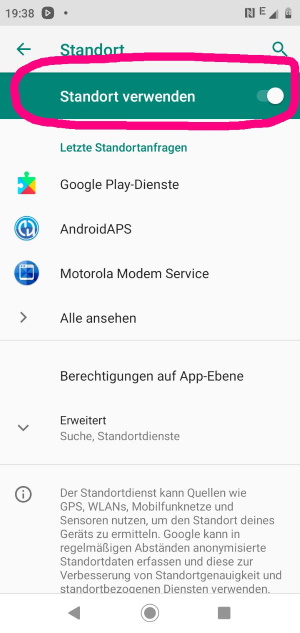 19:38
E
Standort
Standort verwenden
Letzte Standortanfragen
Google Play-Dienste
AndroidAPS
Motorola Modem Service
Alle ansehen
Berechtigungen auf App-Ebene
Erweitert
Suche, Standortdienste
Der Standortdienst kann Quellen wie
GPS, WLANs, Mobilfunknetze und
Sensoren nutzen, um den Standort deines
Geräts zu ermitteln. Google kann in
regelmäßigen Abständen anonymisierte
Standortdaten erfassen und diese zur
Verbesserung von Standortgenauigkeit und
standortbezogenen Diensten verwenden.